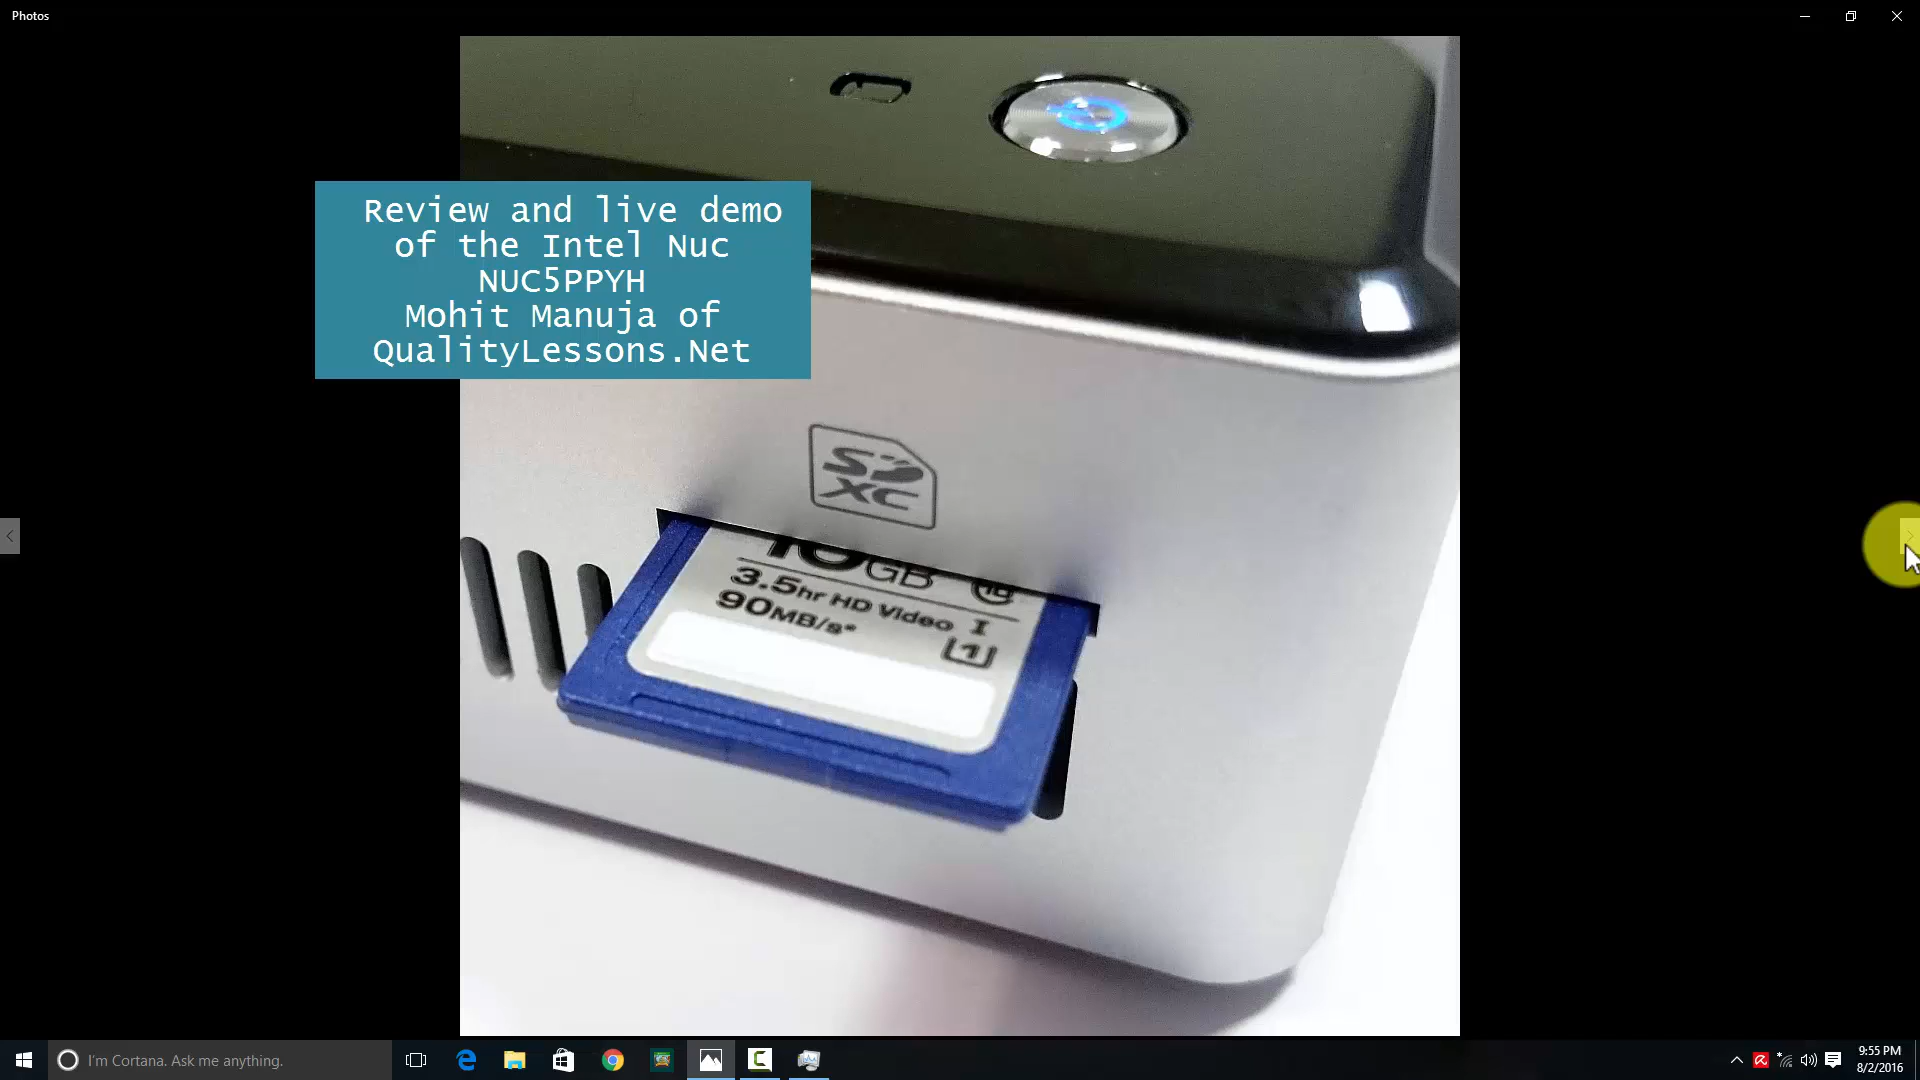 Photos
Review and live demo
of the Intel Nuc
NUC5PPYH
Mohit Manuja of
QualityLessons.Net
SD
XC
GB
3.5hr HD Video I
90MB/s* 1
I'm Cortana. Ask me anything.
9:55 PM
8/2/2016